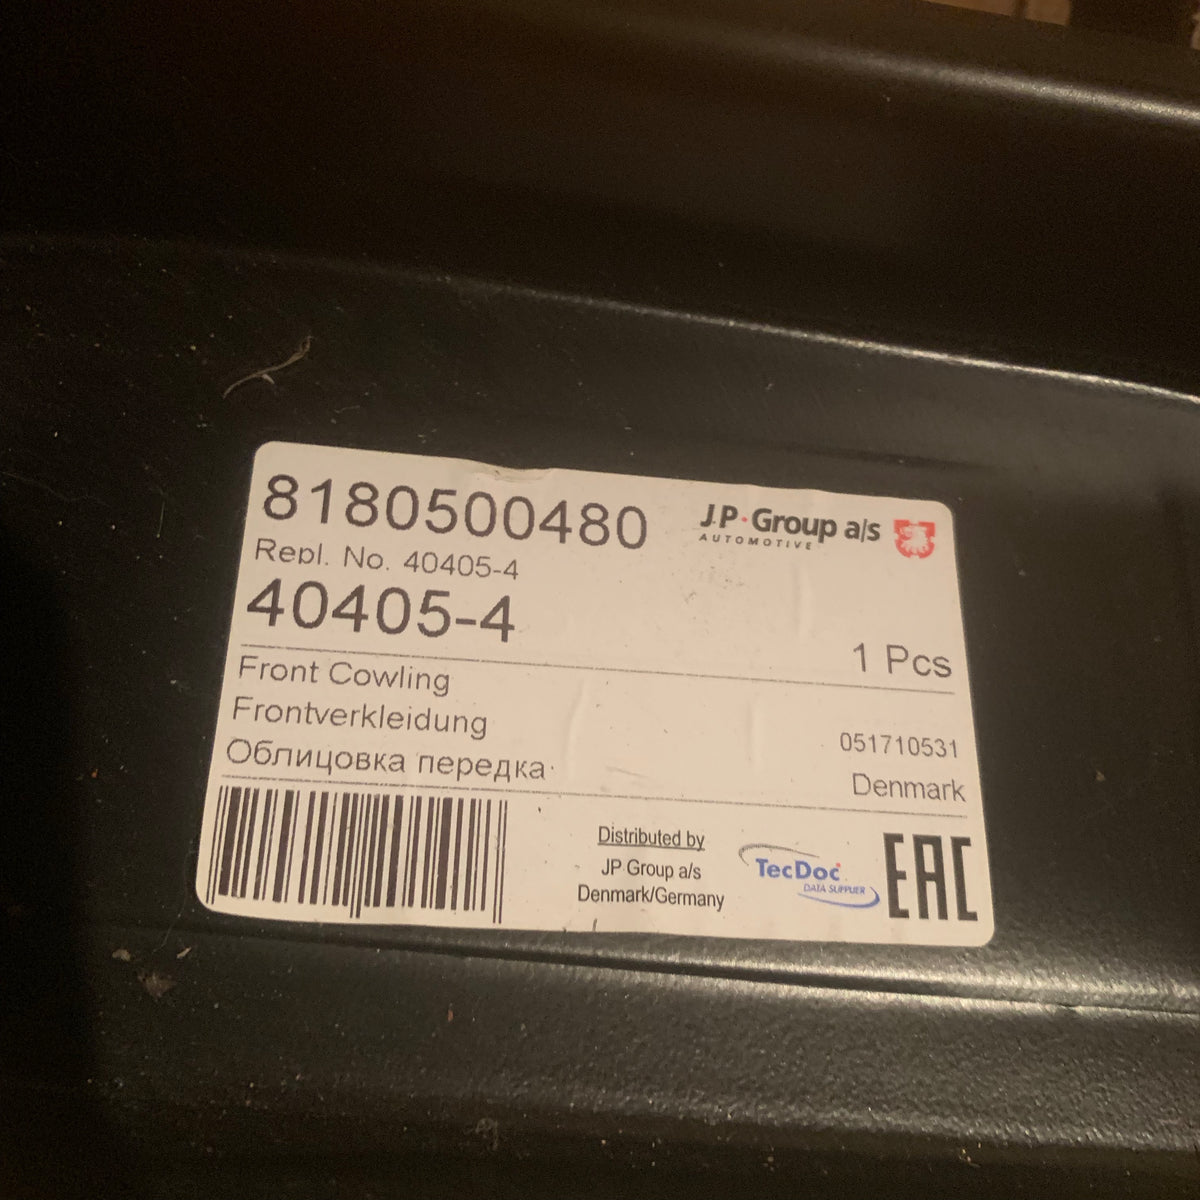 8180500480
J.P·Group a/s
AUTOMOTIVE
Repl. No. 40405-4
40405-4
1 Pcs
Front Cowling
Frontverkleidung
Облицовка передка
051710531
Denmark
Distributed by
JP Group a/s
Denmark/Germany
TecDoc
DATA SUPPLIER
EAC